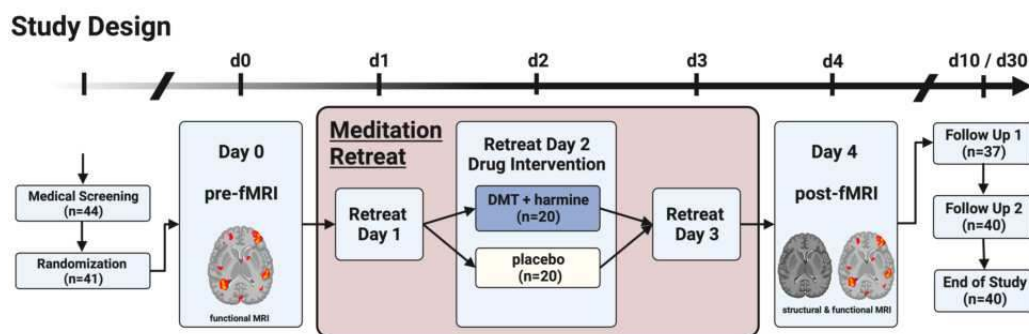 Study Design
d0
d1
d2
d3
d4
d10 / d30
Medical Screening
(n=44)
Randomization
(n=41)
Day 0
pre-fMRI
functional MRI
Meditation
Retreat
Retreat
Day 1
Retreat Day 2
Drug Intervention
DMT + harmine
(n=20)
placebo
(n=20)
Retreat
Day 3
Day 4
post-fMRI
structural & functional MRI
Follow Up 1
(n=37)
Follow Up 2
(n=40)
End of Study
(n=40)